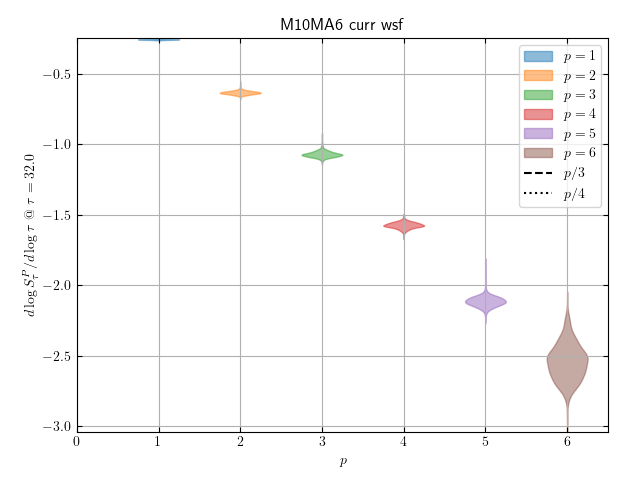 M10MA6 curr wsf
d log S_τ^P / d log τ @ τ = 32.0
−0.5
−1.0
−1.5
−2.0
−2.5
−3.0
p = 1
p = 2
p = 3
p = 4
p = 5
p = 6
p/3
p/4
0 1 2 3 4 5 6
p